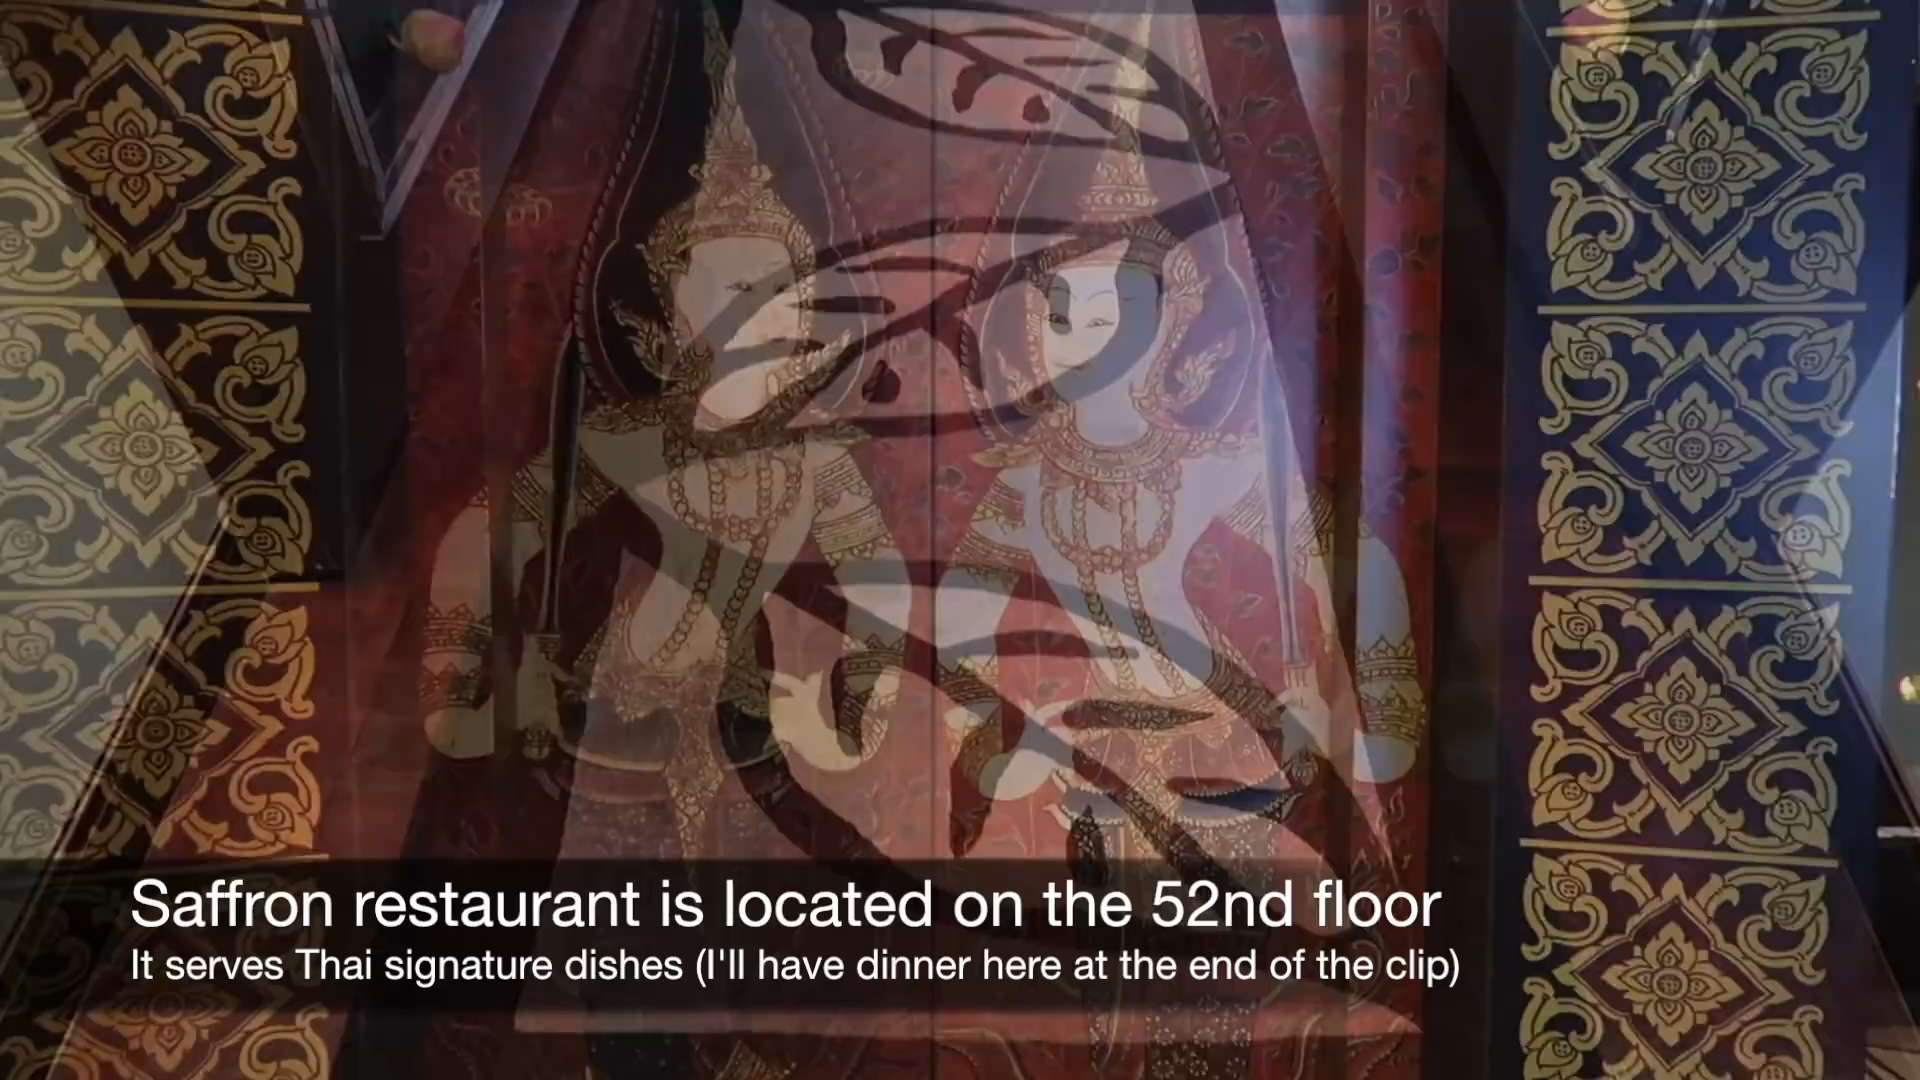 Saffron restaurant is located on the 52nd floor
It serves Thai signature dishes (I'll have dinner here at the end of the clip)